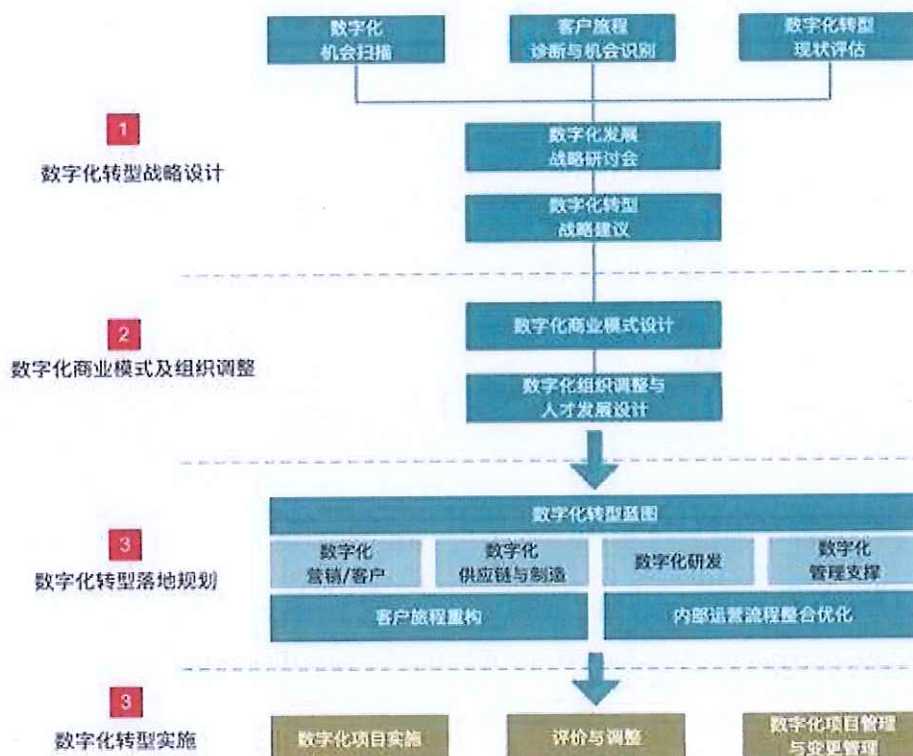 数字化
机会扫描
客户旅程
诊断与机会识别
数字化转型
现状评估
1
数字化转型战略设计
数字化发展
战略研讨会
数字化转型
战略建议
2
数字化商业模式及组织调整
数字化商业模式设计
数字化组织调整与
人才发展设计
3
数字化转型落地规划
数字化转型蓝图
数字化
营销/客户
数字化
供应链与制造
数字化研发
数字化
管理支撑
客户旅程重构
内部运营流程整合优化
3
数字化转型实施
数字化项目实施
评价与调整
数字化项目管理
与变更管理